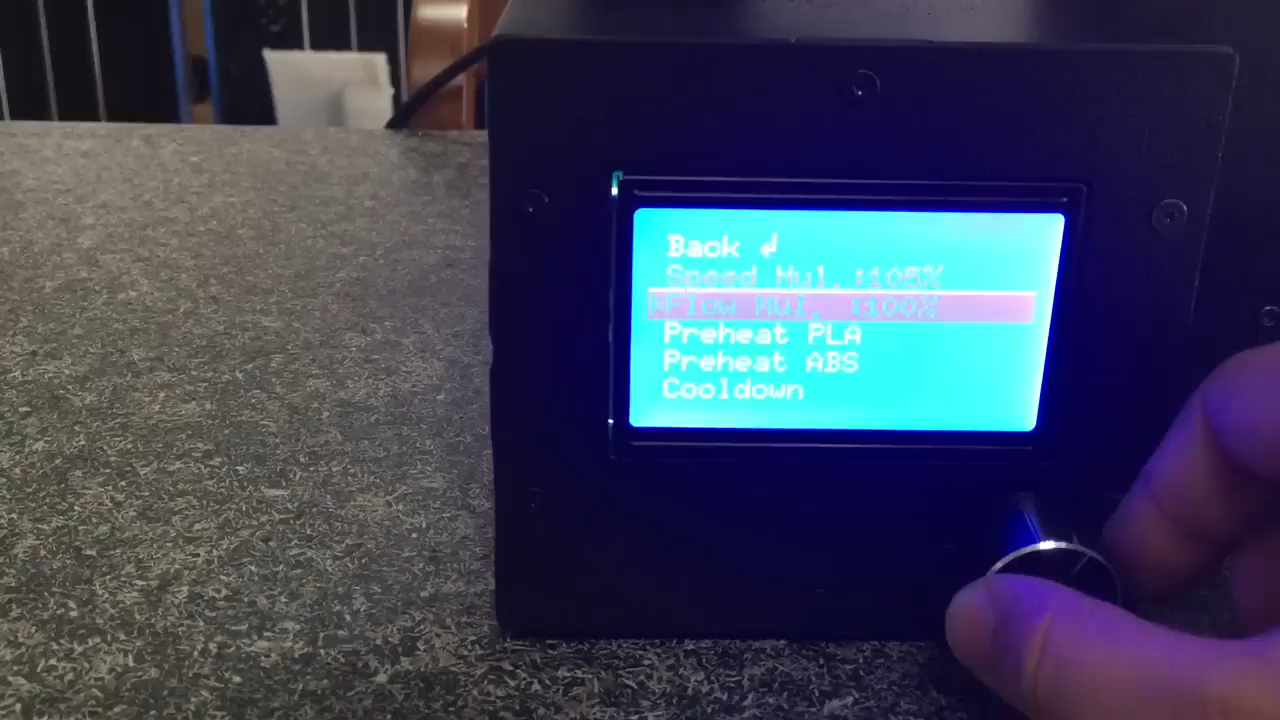 Back ↲
Speed Mul.:105%
Flow Mul. :100%
Preheat PLA
Preheat ABS
Cooldown